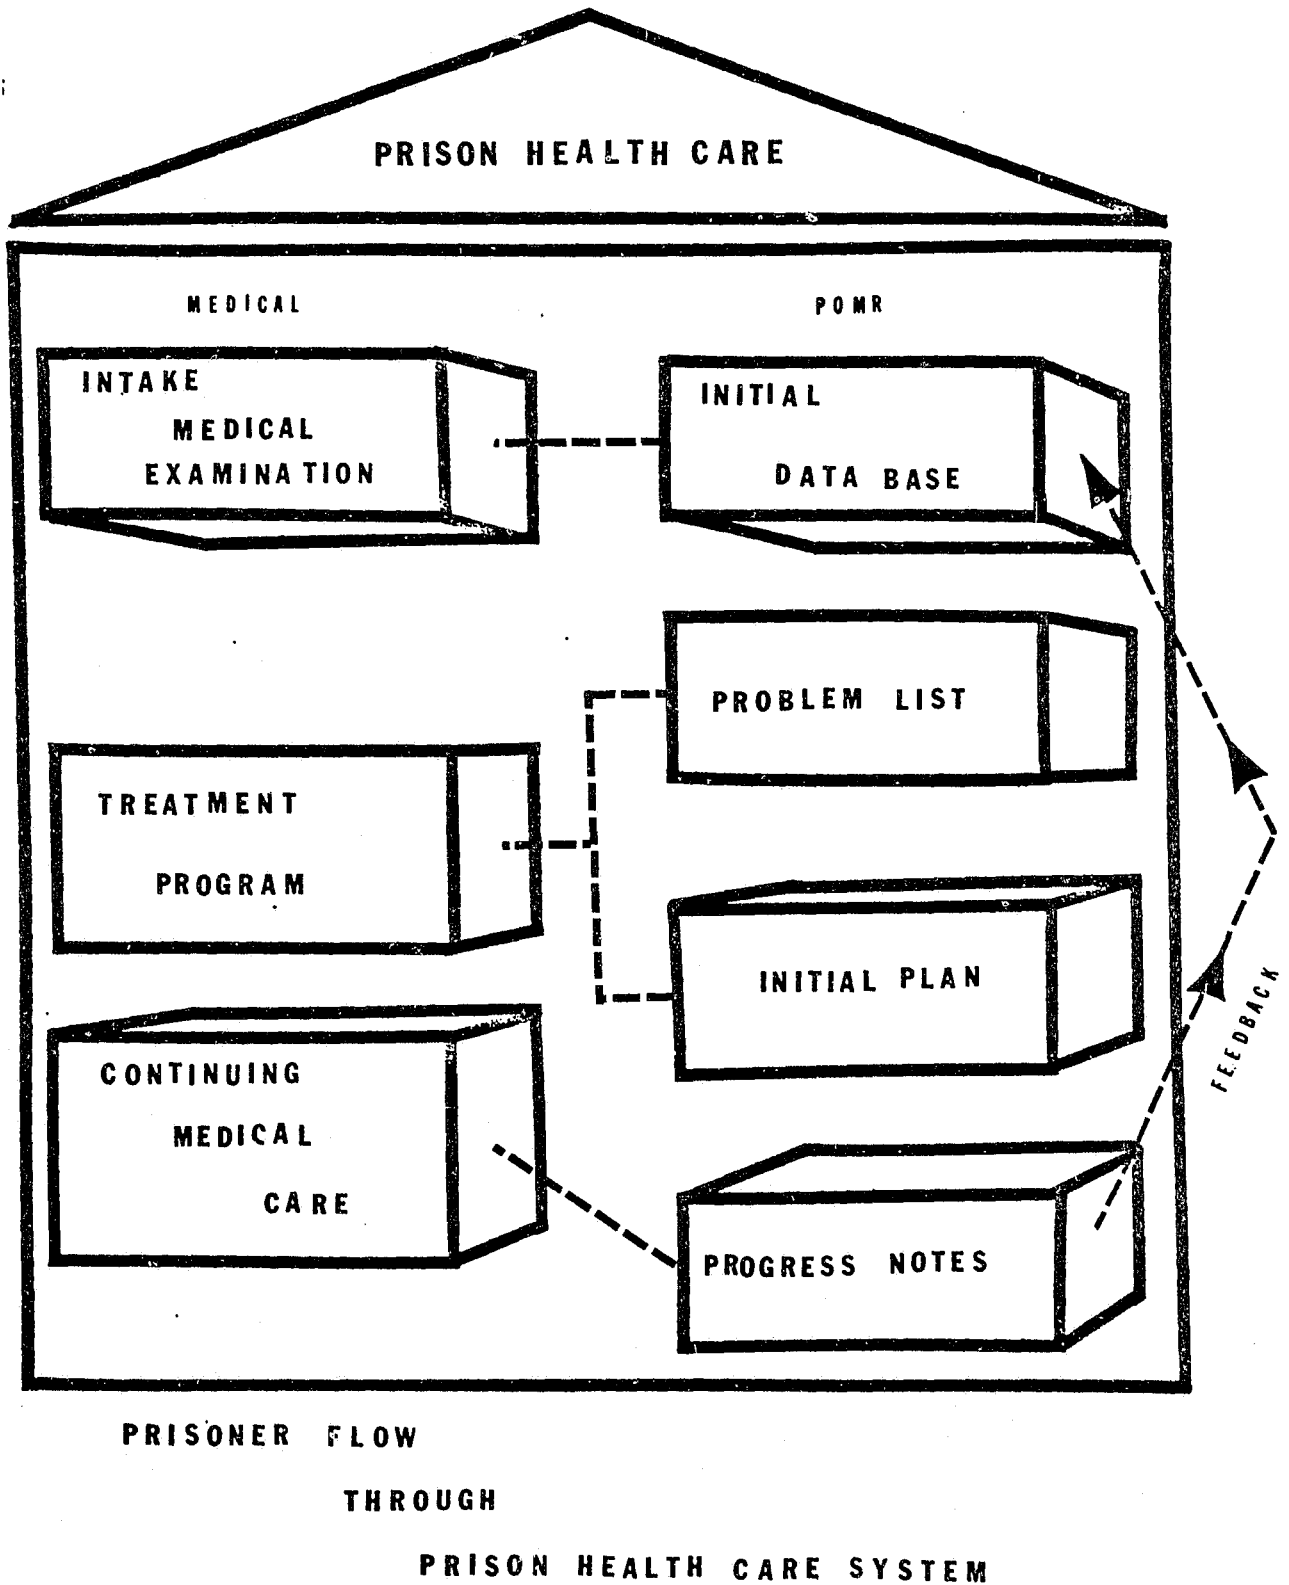 PRISON HEALTH CARE
MEDICAL
POMR
INTAKE
MEDICAL
EXAMINATION
INITIAL
DATA BASE
PROBLEM LIST
TREATMENT
PROGRAM
INITIAL PLAN
FEEDBACK
CONTINUING
MEDICAL
CARE
PROGRESS NOTES
PRISONER FLOW
THROUGH
PRISON HEALTH CARE SYSTEM